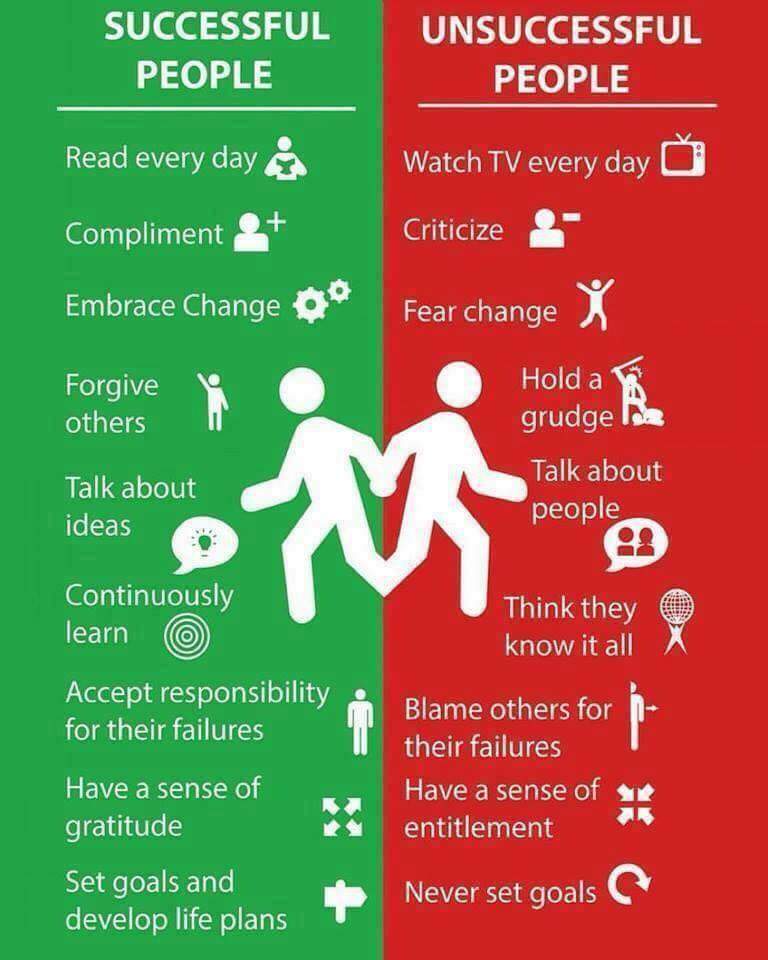 SUCCESSFUL
PEOPLE
Read every day
Compliment
Embrace Change
Forgive
others
Talk about
ideas
Continuously
learn
Accept responsibility
for their failures
Have a sense of
gratitude
Set goals and
develop life plans
UNSUCCESSFUL
PEOPLE
Watch TV every day
Criticize
Fear change
Hold a
grudge
Talk about
people
Think they
know it all
Blame others for
their failures
Have a sense of
entitlement
Never set goals